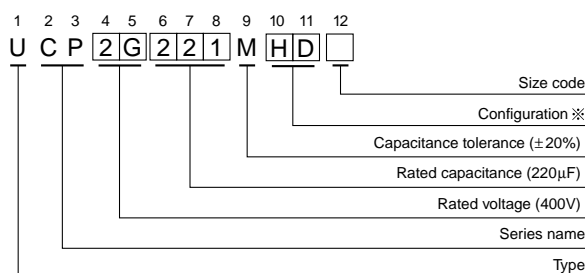 1 2 3 4 5 6 7 8 9 10 11 12
U C P 2 G 2 2 1 M H D
Size code
Configuration ※
Capacitance tolerance (±20%)
Rated capacitance (220µF)
Rated voltage (400V)
Series name
Type